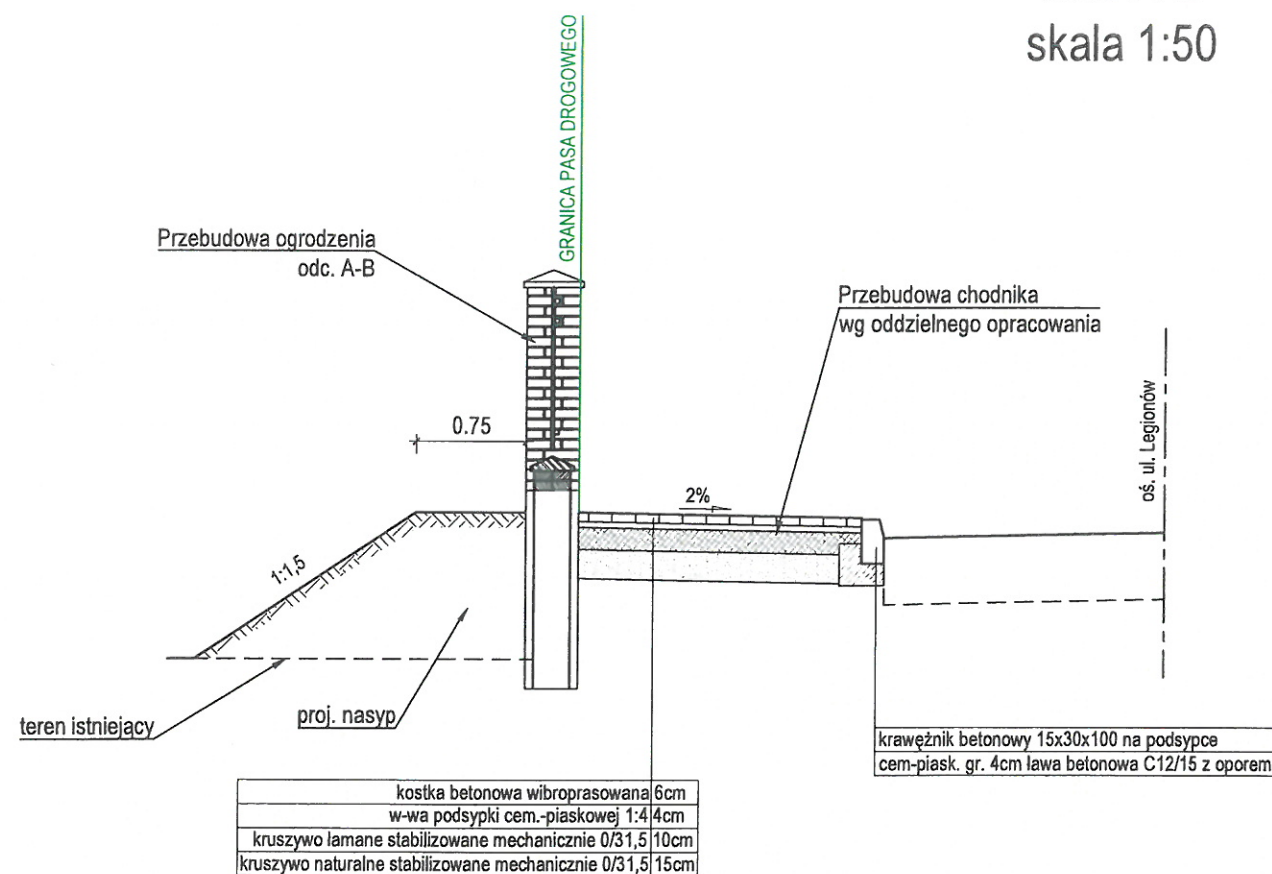 skala 1:50
GRANICA PASA DROGOWEGO
Przebudowa ogrodzenia
odc. A-B
Przebudowa chodnika
wg oddzielnego opracowania
0.75
2%
oś. ul. Legionów
1:1,5
teren istniejący
proj. nasyp
krawężnik betonowy 15x30x100 na podsypce
cem-piask. gr. 4cm ława betonowa C12/15 z oporem
kostka betonowa wibroprasowana 6cm
w-wa podsypki cem.-piaskowej 1:4 4cm
kruszywo łamane stabilizowane mechanicznie 0/31,5 10cm
kruszywo naturalne stabilizowane mechanicznie 0/31,5 15cm